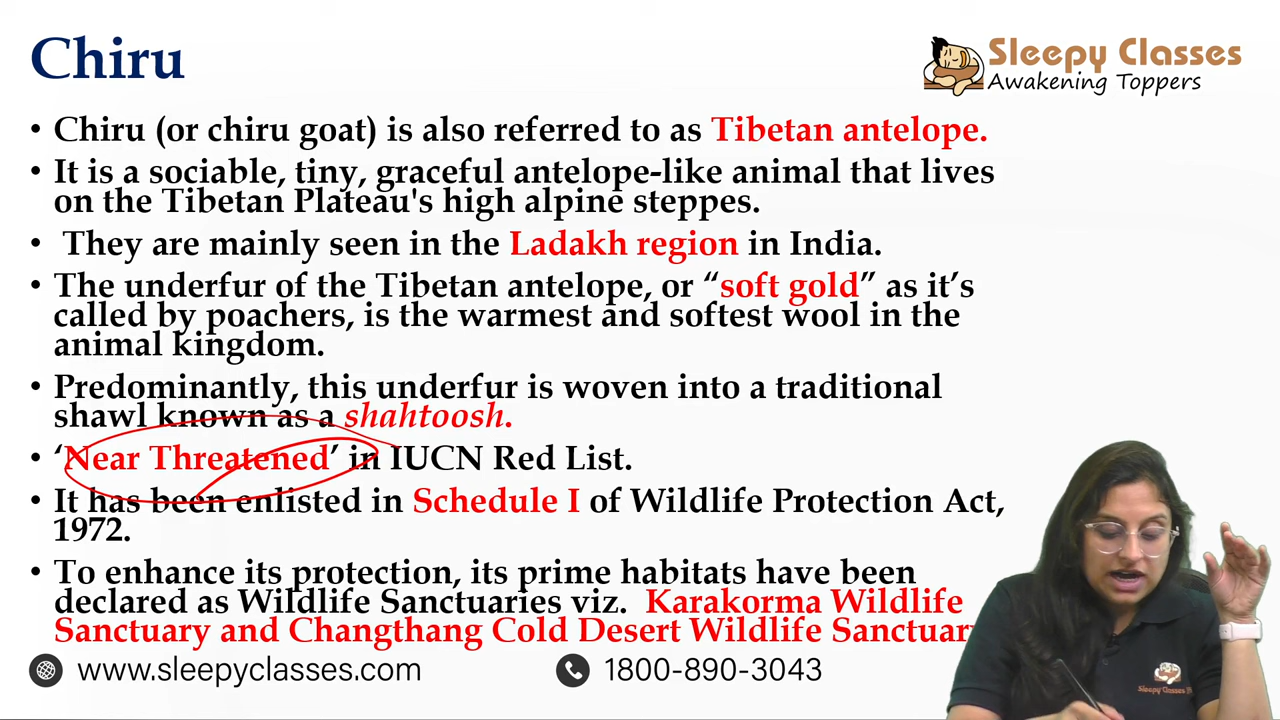 Chiru
Sleepy Classes
Awakening Toppers
• Chiru (or chiru goat) is also referred to as Tibetan antelope.
• It is a sociable, tiny, graceful antelope-like animal that lives
on the Tibetan Plateau's high alpine steppes.
• They are mainly seen in the Ladakh region in India.
• The underfur of the Tibetan antelope, or “soft gold” as it’s
called by poachers, is the warmest and softest wool in the
animal kingdom.
• Predominantly, this underfur is woven into a traditional
shawl known as a shahtoosh.
• ‘Near Threatened’ in IUCN Red List.
• It has been enlisted in Schedule I of Wildlife Protection Act,
1972.
• To enhance its protection, its prime habitats have been
declared as Wildlife Sanctuaries viz. Karakorma Wildlife
Sanctuary and Changthang Cold Desert Wildlife Sanctuary
www.sleepyclasses.com
1800-890-3043
Sleepy Classes